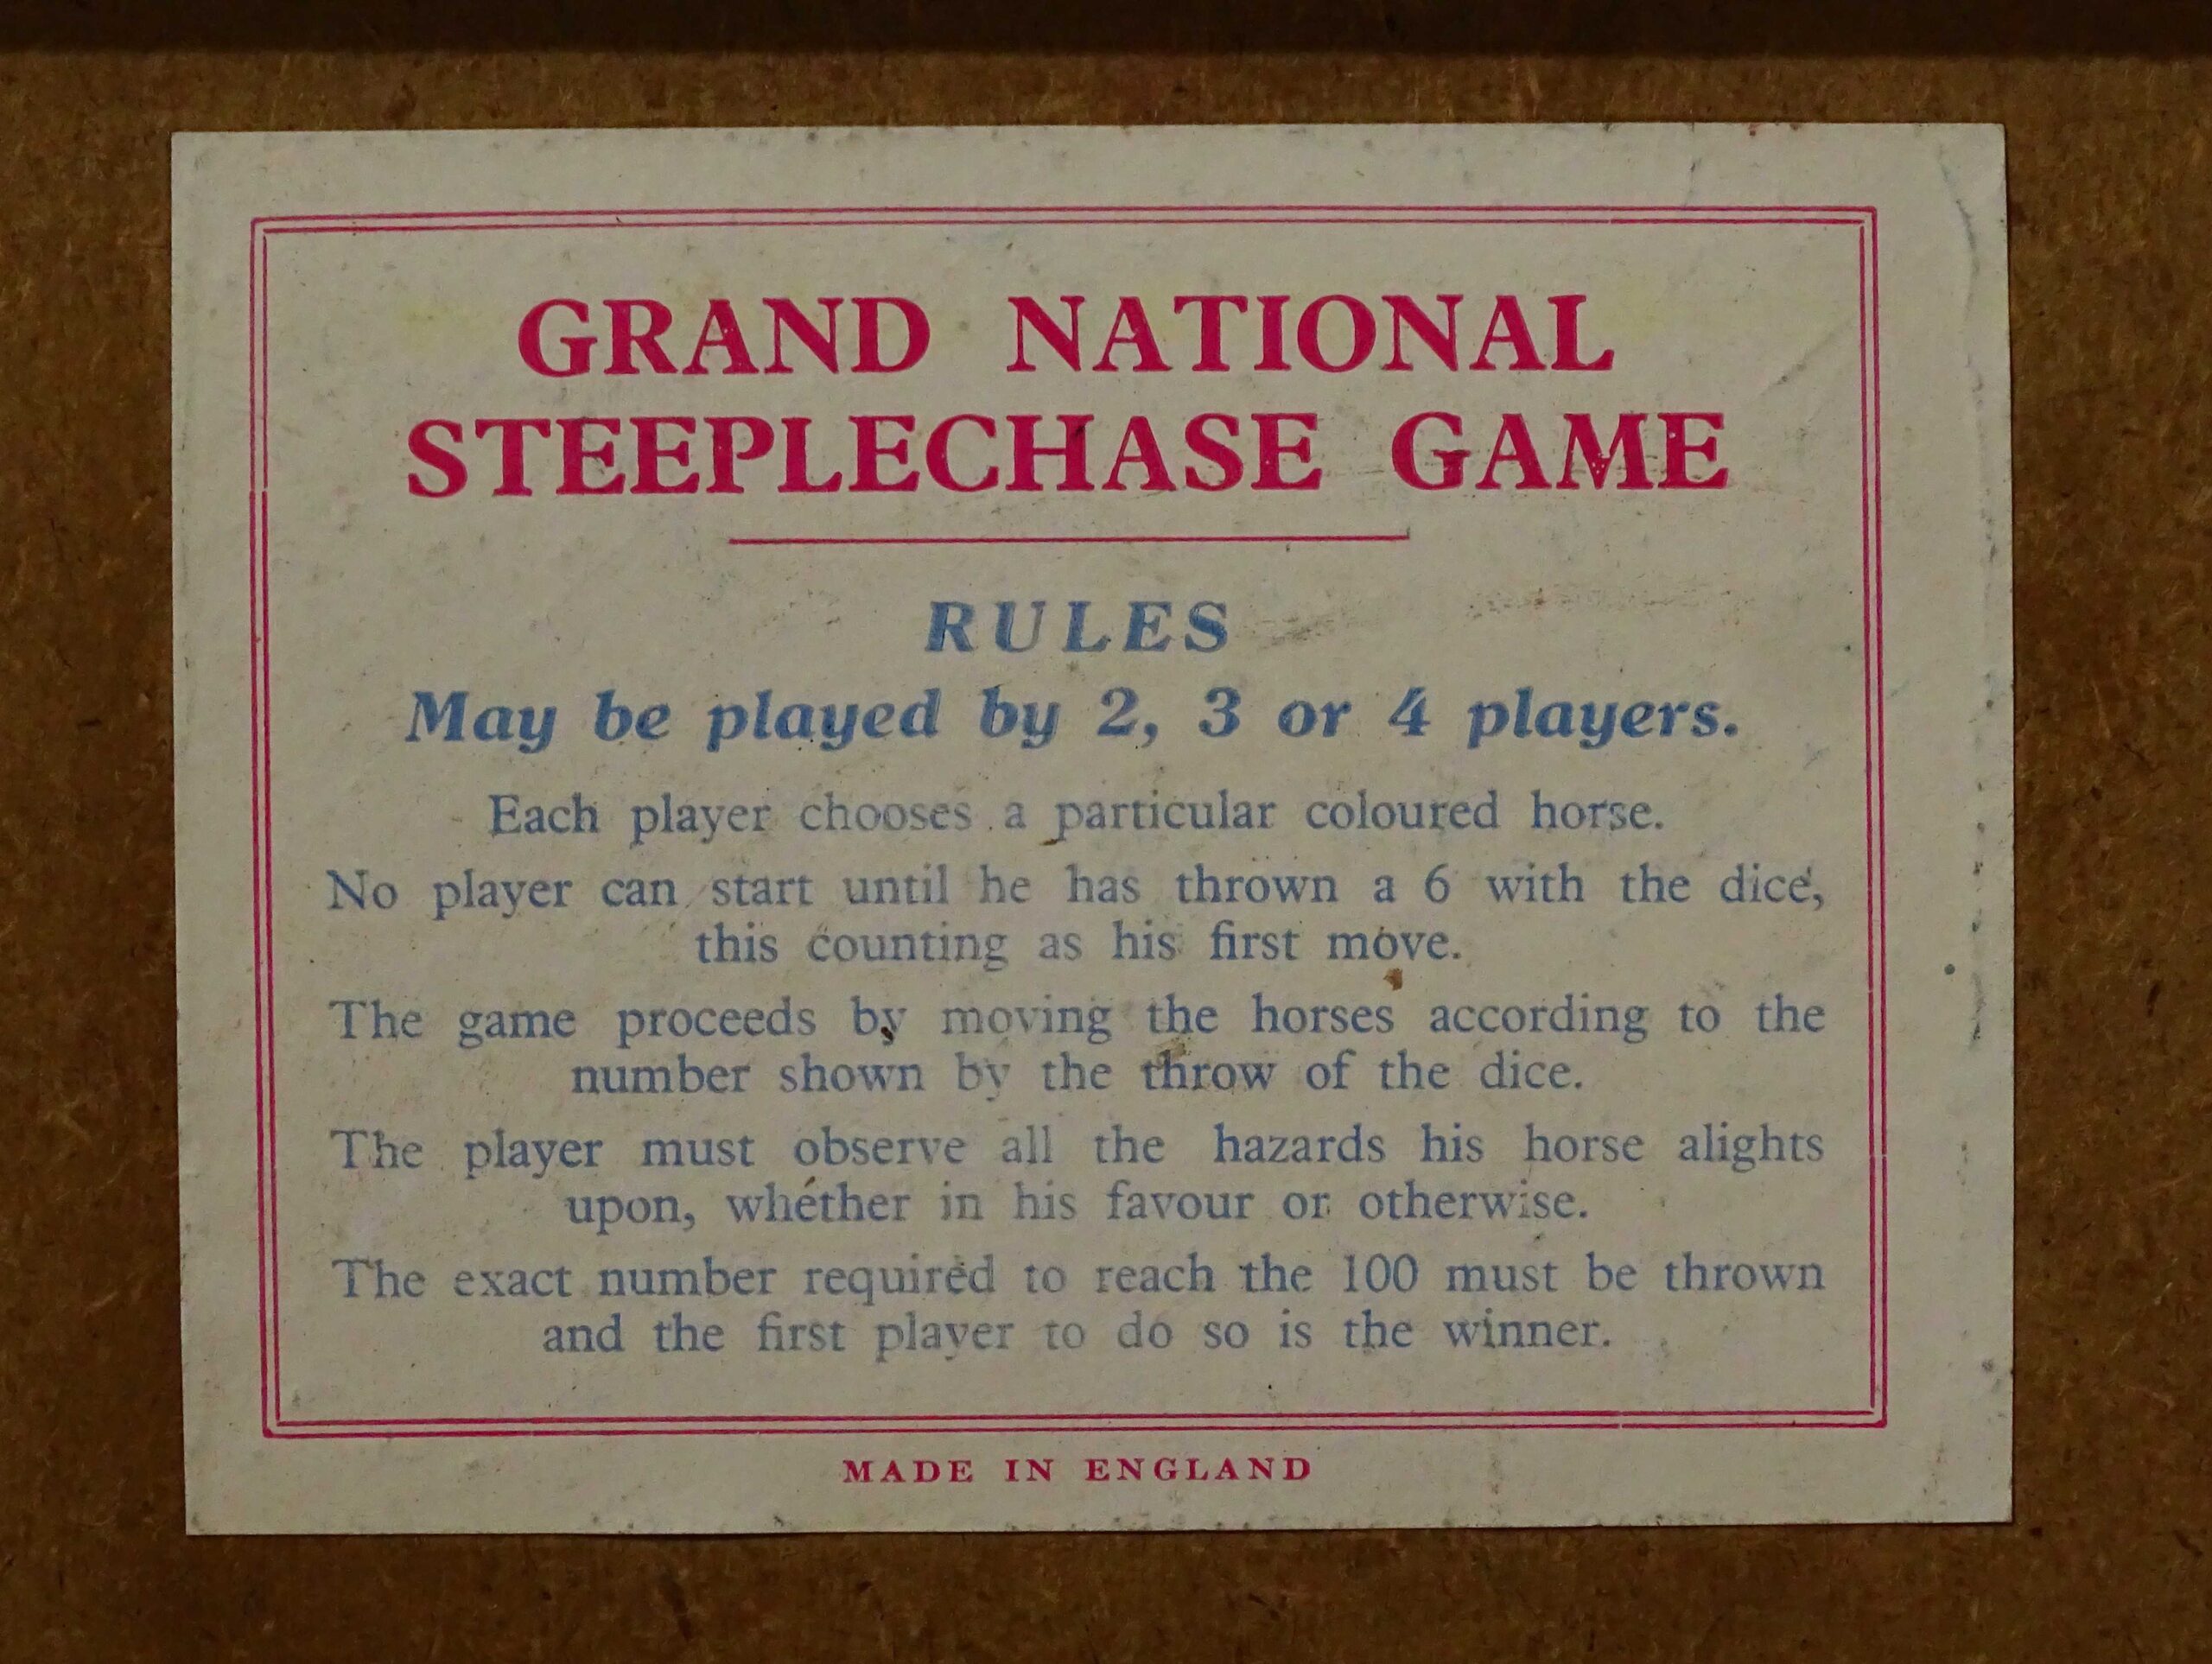 GRAND NATIONAL
STEEPLECHASE GAME
RULES
May be played by 2, 3 or 4 players.
Each player chooses a particular coloured horse.
No player can start until he has thrown a 6 with the dice,
this counting as his first move.
The game proceeds by moving the horses according to the
number shown by the throw of the dice.
The player must observe all the hazards his horse alights
upon, whether in his favour or otherwise.
The exact number required to reach the 100 must be thrown
and the first player to do so is the winner.
MADE IN ENGLAND